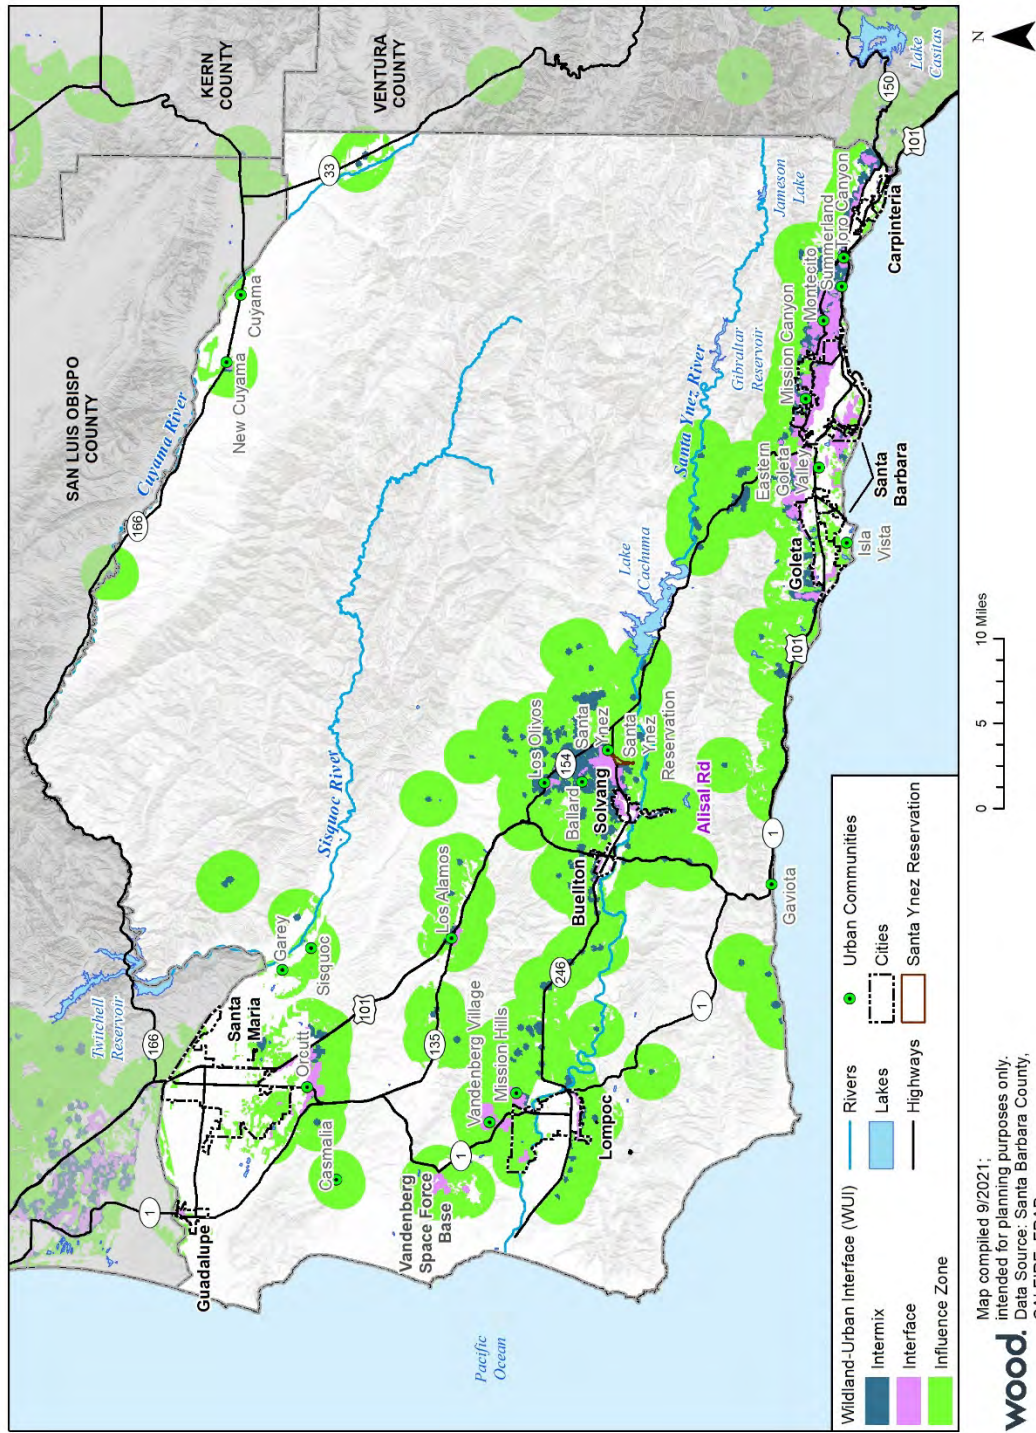 SAN LUIS OBISPO
COUNTY
KERN
COUNTY
VENTURA
COUNTY
166
Cuyama River
New Cuyama
Cuyama
33
Twitchell
Reservoir
166
1
Guadalupe
Santa
Maria
Garey
Sisquoc
Sisquoc River
Orcutt
Casmalia
101
135
Los Alamos
Vandenberg Village
Mission Hills
Vandenberg
Space Force
Base
1
Lompoc
246
Buellton
Los Olivos
154
Ballard
Santa
Ynez
Solvang
Santa
Ynez
Reservation
Alisal Rd
Lake
Cachuma
Santa Ynez River
Gibraltar
Reservoir
Jameson
Lake
1
Gaviota
1
101
Goleta
Isla
Vista
Eastern
Goleta
Valley
Santa
Barbara
Mission Canyon
Montecito
Summerland
Toro Canyon
Carpinteria
150
101
Lake
Casitas
Pacific
Ocean
Wildland-Urban Interface (WUI)
Intermix
Interface
Influence Zone
Rivers
Lakes
Highways
Urban Communities
Cities
Santa Ynez Reservation
0 5 10 Miles
N
wood.
Map compiled 9/2021;
intended for planning purposes only.
Data Source: Santa Barbara County,